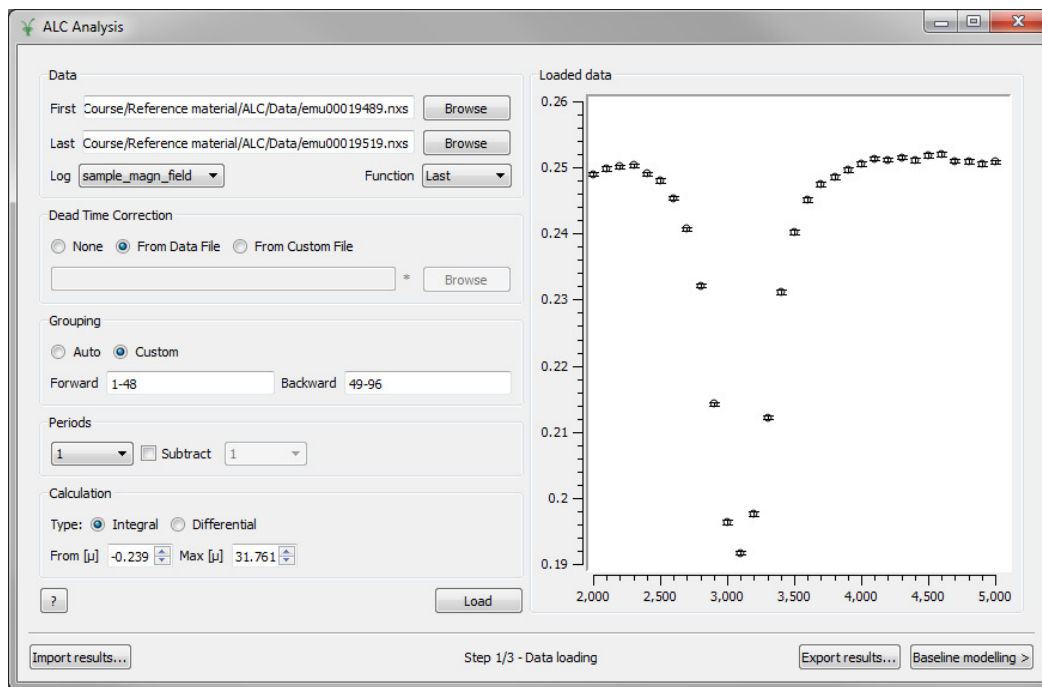 ALC Analysis
Data
First Course/Reference material/ALC/Data/emu00019489.nxs Browse
Last Course/Reference material/ALC/Data/emu00019519.nxs Browse
Log sample_magn_field Function Last
Dead Time Correction
None From Data File From Custom File
* Browse
Grouping
Auto Custom
Forward 1-48 Backward 49-96
Periods
1 Subtract 1
Calculation
Type: Integral Differential
From [µ] -0.239 Max [µ] 31.761
? Load
Loaded data
0.26
0.25
0.24
0.23
0.22
0.21
0.2
0.19
2,000 2,500 3,000 3,500 4,000 4,500 5,000
Import results... Step 1/3 - Data loading Export results... Baseline modelling >